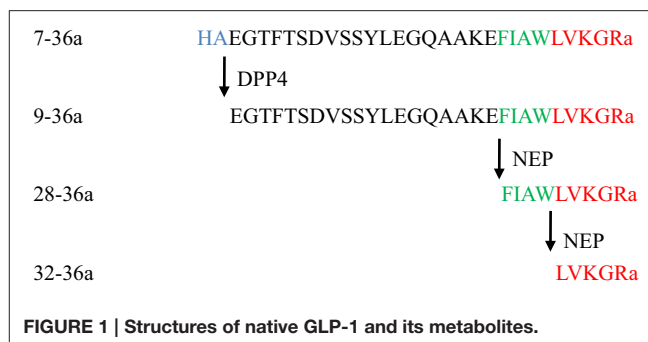 7-36a HAEGTFTSDVSSYLEGQAAKEFIAWLVKGRa
DPP4
9-36a EGTFTSDVSSYLEGQAAKEFIAWLVKGRa
NEP
28-36a FIAWLVKGRa
NEP
32-36a LVKGRa
FIGURE 1 | Structures of native GLP-1 and its metabolites.